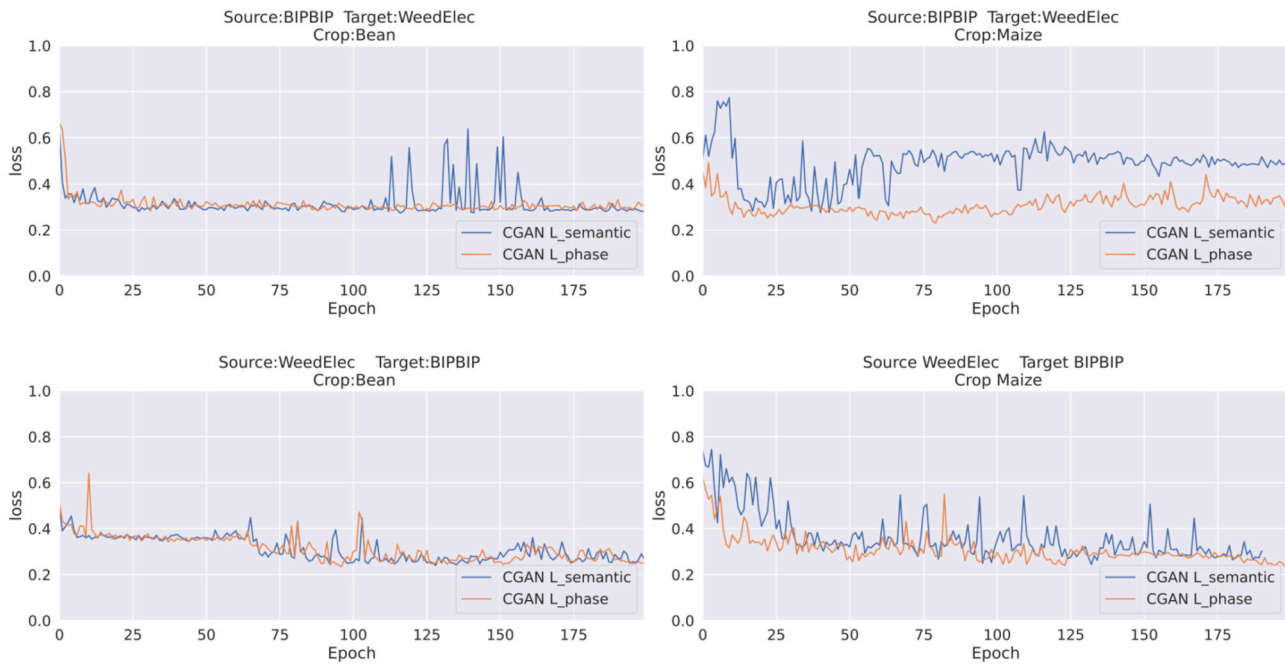 Source:BIPBIP Target:WeedElec
Crop:Bean
1.0
0.8
0.6
0.4
0.2
0.0
loss
0
25
50
75
100
125
150
175
Epoch
CGAN L_semantic
CGAN L_phase
Source:BIPBIP Target:WeedElec
Crop:Maize
1.0
0.8
0.6
0.4
0.2
0.0
loss
0
25
50
75
100
125
150
175
Epoch
CGAN L_semantic
CGAN L_phase
Source:WeedElec Target:BIPBIP
Crop:Bean
1.0
0.8
0.6
0.4
0.2
0.0
loss
0
25
50
75
100
125
150
175
Epoch
CGAN L_semantic
CGAN L_phase
Source WeedElec Target BIPBIP
Crop Maize
1.0
0.8
0.6
0.4
0.2
0.0
loss
0
25
50
75
100
125
150
175
Epoch
CGAN L_semantic
CGAN L_phase